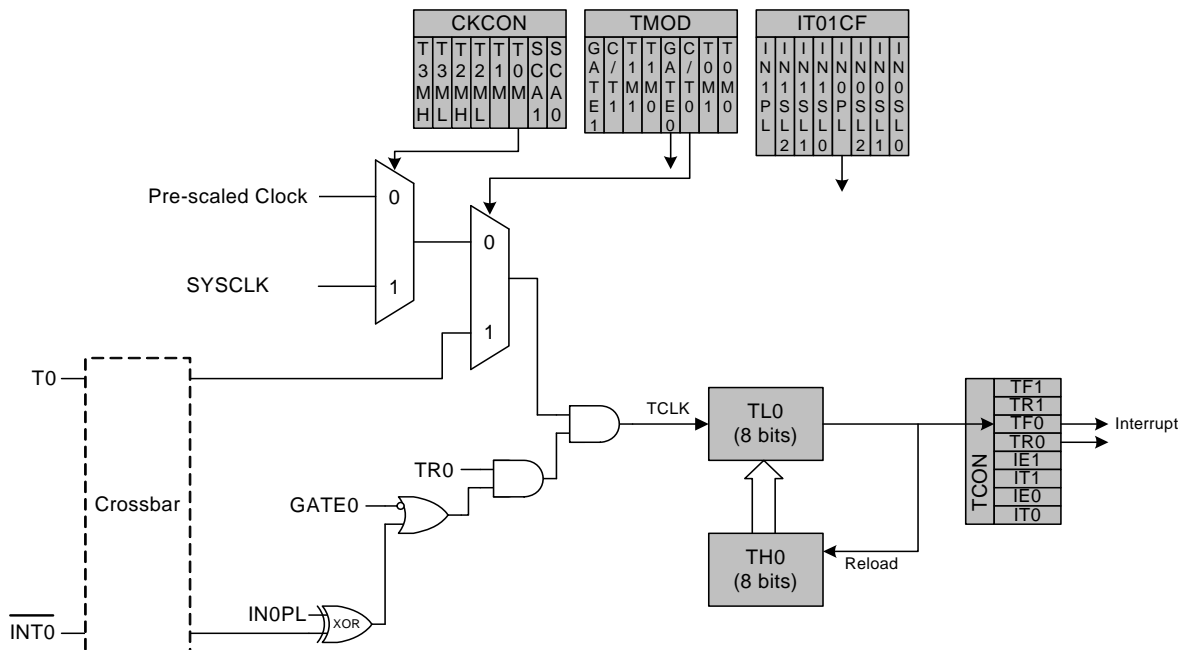 CKCON
T3MH
T3ML
T2MH
T2ML
T1M
T0M
SCA1
SCA0
TMOD
GATE1
C/T1
T1M1
T1M0
GATE0
C/T0
T0M1
T0M0
IT01CF
IN1PL
IN1SL2
IN1SL1
IN1SL0
IN0PL
IN0SL2
IN0SL1
IN0SL0
Pre-scaled Clock
0
SYSCLK
1
0
1
T0
Crossbar
INT0
GATE0
TR0
IN0PL
XOR
TCLK
TL0
(8 bits)
TH0
(8 bits)
Reload
TCON
TF1
TR1
TF0
TR0
IE1
IT1
IE0
IT0
Interrupt